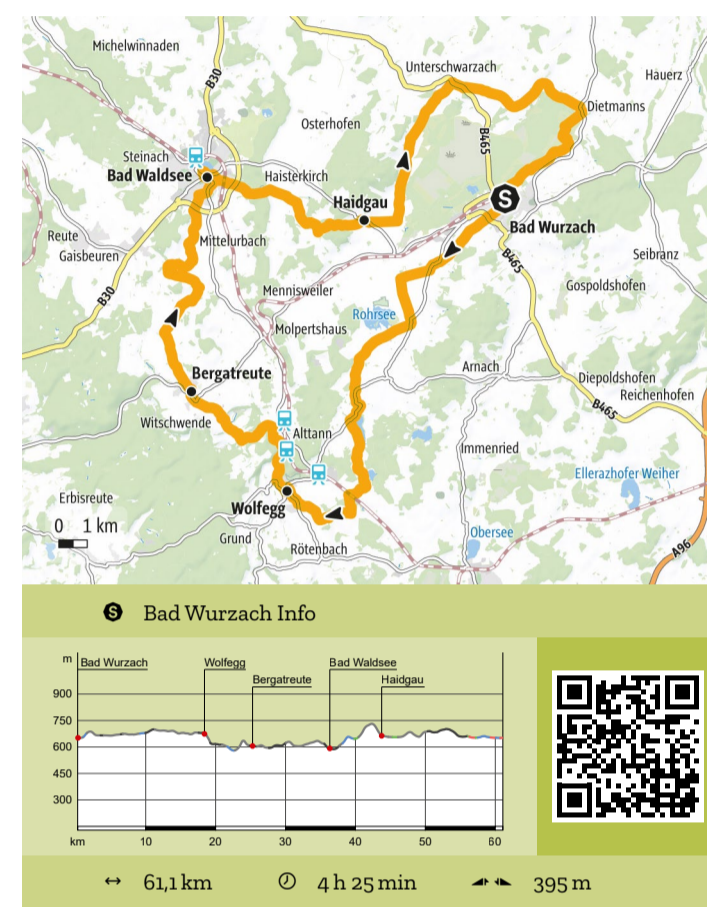 Michelwinnaden
B30
Unterschwarzach
Hauerz
Dietmanns
Osterhofen
B465
Steinach
Bad Waldsee
Haisterkirch
Haidgau
S
Bad Wurzach
Reute
Gaisbeuren
Mittelurbach
B465
Seibranz
Gospoldshofen
B30
Mennisweiler
Rohrsee
Molpertshaus
Arnach
Diepoldshofen
Reichenhofen
Bergatreute
B465
Witschwende
Alttann
Immenried
Ellerazhofer Weiher
Erbisreute
Wolfegg
0 1 km
Grund
Rötenbach
Obersee
A96
S Bad Wurzach Info
m
Bad Wurzach
Wolfegg
Bad Waldsee
Bergatreute
Haidgau
900
750
600
450
300
km 10 20 30 40 50 60
61,1 km 4 h 25 min 395 m